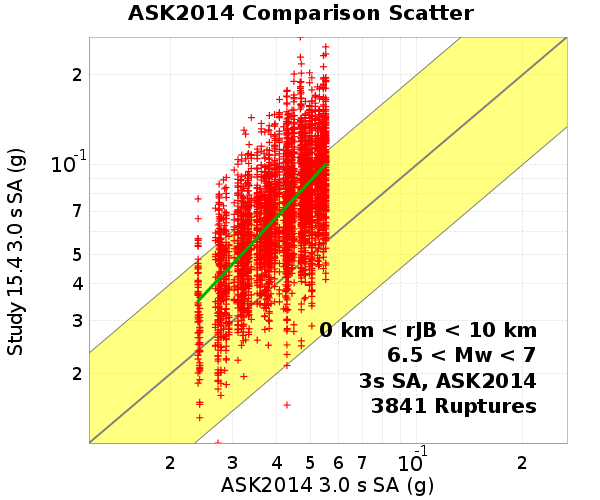 ASK2014 Comparison Scatter
Study 15.4 3.0 s SA (g)
2
10-1
7
5
4
3
2
0 km < rJB < 10 km
6.5 < Mw < 7
3s SA, ASK2014
3841 Ruptures
2 3 4 5 6 7 10-1 2
ASK2014 3.0 s SA (g)